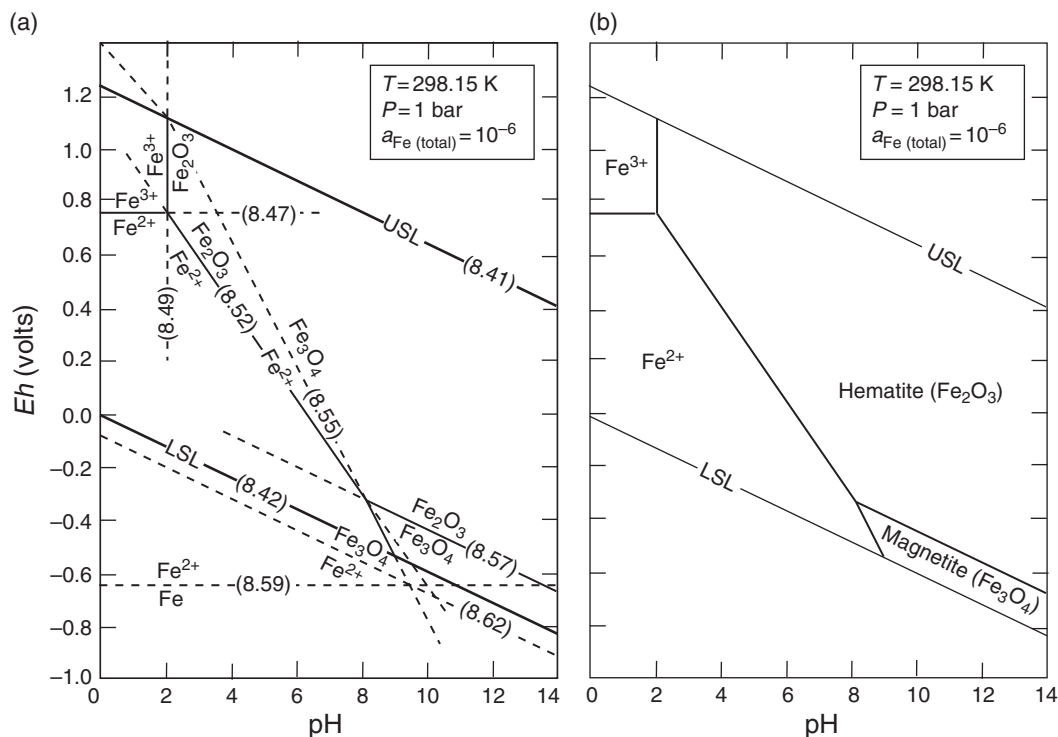 (a)
T = 298.15 K
P = 1 bar
a Fe (total) = 10⁻⁶
1.2
1.0
0.8
0.6
0.4
0.2
0.0
−0.2
−0.4
−0.6
−0.8
−1.0
Eh (volts)
Fe³⁺
Fe₂O₃
Fe³⁺
Fe²⁺
(8.47)
USL
(8.41)
(8.49)
Fe₂O₃
Fe²⁺
(8.52)
Fe²⁺
Fe₃O₄
(8.55)
LSL
(8.42)
Fe₂O₃
Fe₃O₄
(8.57)
Fe₃O₄
Fe²⁺
(8.62)
Fe²⁺
Fe
(8.59)
0 2 4 6 8 10 12 14
pH
(b)
T = 298.15 K
P = 1 bar
a Fe (total) = 10⁻⁶
Fe³⁺
USL
Fe²⁺
Hematite (Fe₂O₃)
LSL
Magnetite (Fe₃O₄)
0 2 4 6 8 10 12 14
pH